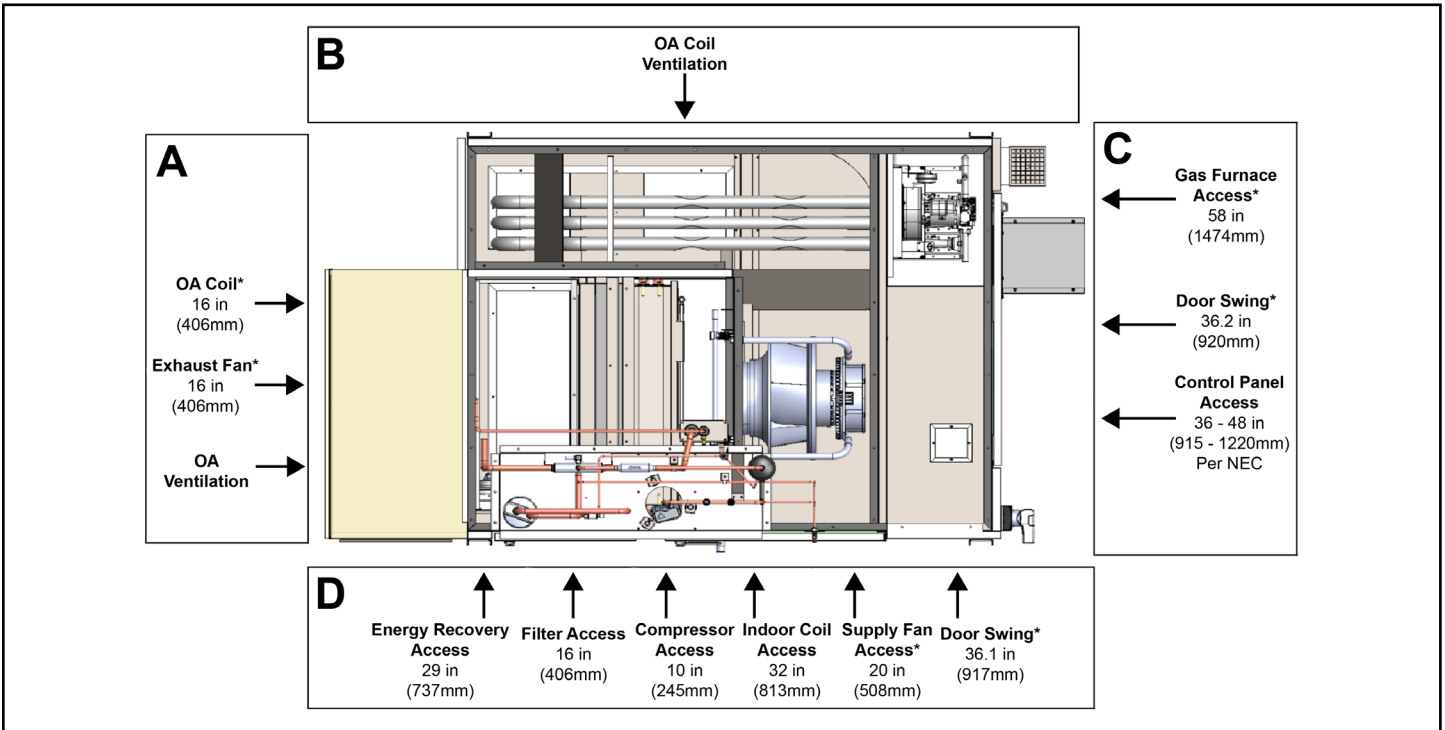 B
OA Coil
Ventilation
A
OA Coil*
16 in
(406mm)
Exhaust Fan*
16 in
(406mm)
OA
Ventilation
C
Gas Furnace
Access*
58 in
(1474mm)
Door Swing*
36.2 in
(920mm)
Control Panel
Access
36 - 48 in
(915 - 1220mm)
Per NEC
D
Energy Recovery
Access
29 in
(737mm)
Filter Access
16 in
(406mm)
Compressor
Access
10 in
(245mm)
Indoor Coil
Access
32 in
(813mm)
Supply Fan
Access*
20 in
(508mm)
Door Swing*
36.1 in
(917mm)